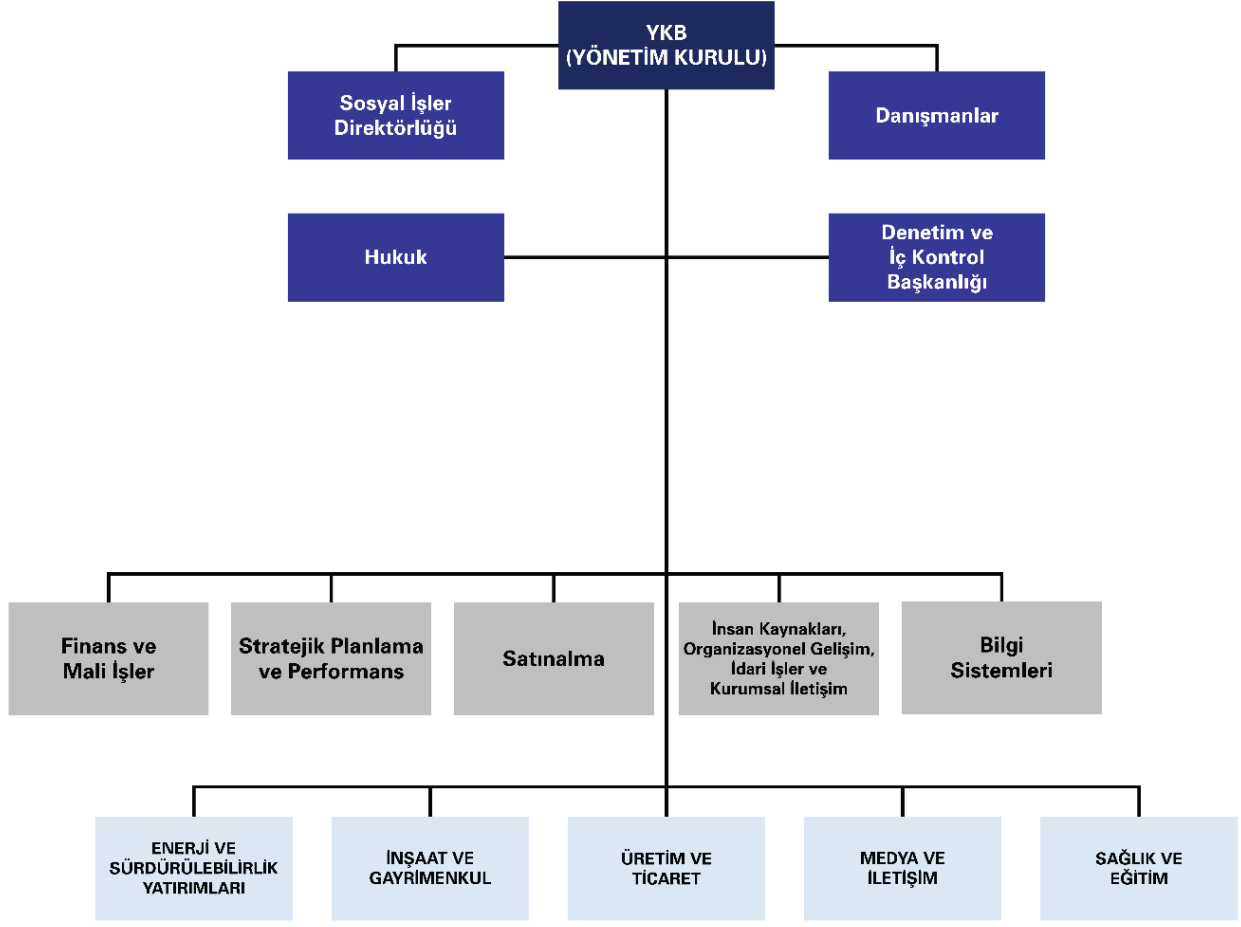 YKB
(YÖNETİM KURULU)
Sosyal İşler
Direktörlüğü
Danışmanlar
Hukuk
Denetim ve
İç Kontrol
Başkanlığı
Finans ve
Mali İşler
Stratejik Planlama
ve Performans
Satınalma
İnsan Kaynakları,
Organizasyonel Gelişim,
İdari İşler ve
Kurumsal İletişim
Bilgi
Sistemleri
ENERJİ VE
SÜRDÜRÜLEBİLİRLİK
YATIRIMLARI
İNŞAAT VE
GAYRİMENKUL
ÜRETİM VE
TİCARET
MEDYA VE
İLETİŞİM
SAĞLIK VE
EĞİTİM